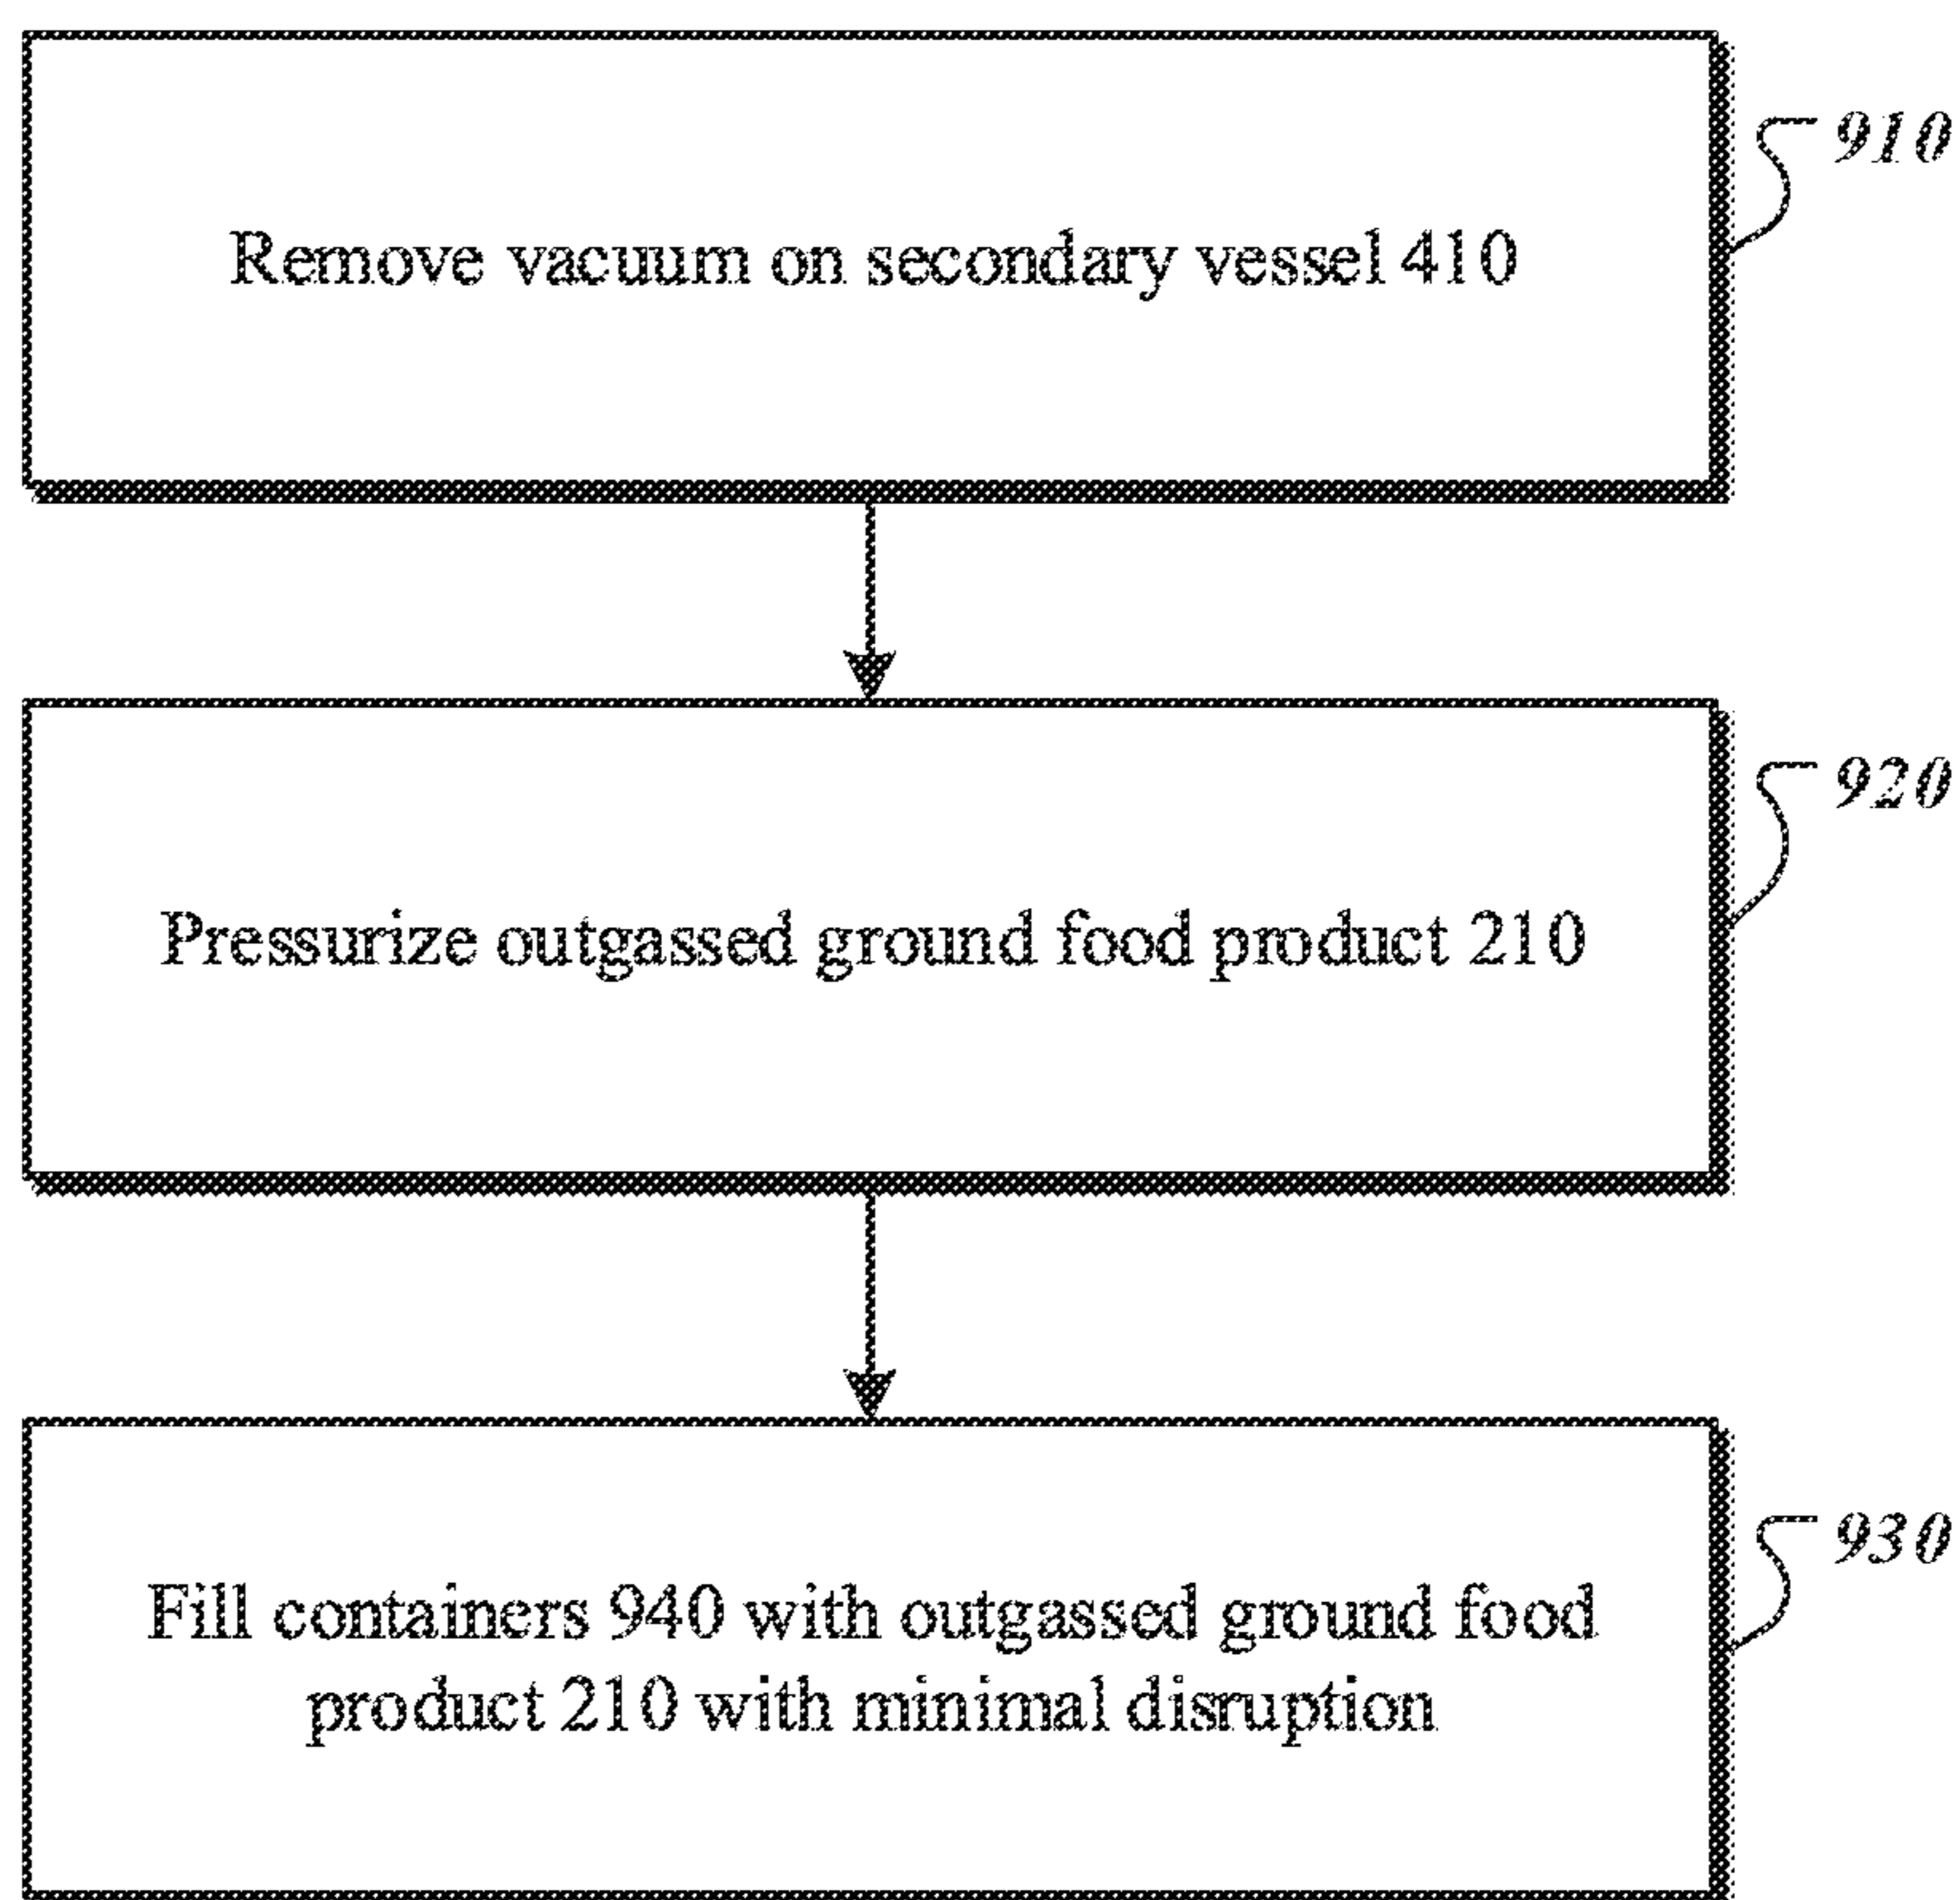 910
Remove vacuum on secondary vessel 410
920
Pressurize outgassed ground food product 210
930
Fill containers 940 with outgassed ground food
product 210 with minimal disruption